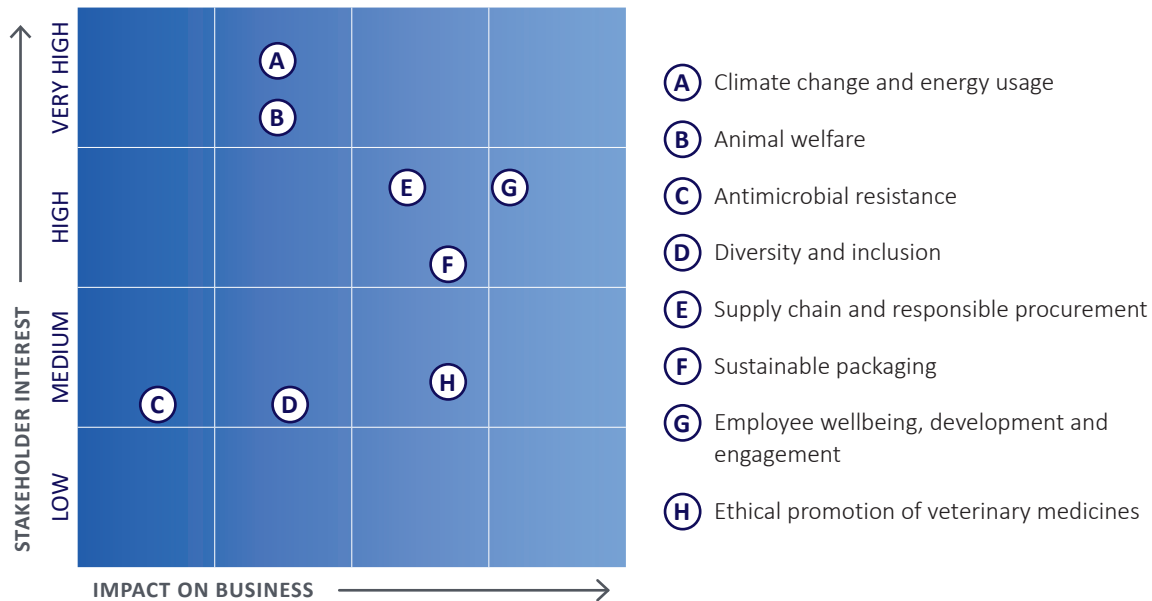 VERY HIGH
HIGH
MEDIUM
LOW
STAKEHOLDER INTEREST
IMPACT ON BUSINESS
A
B
E
G
F
H
C
D
A Climate change and energy usage
B Animal welfare
C Antimicrobial resistance
D Diversity and inclusion
E Supply chain and responsible procurement
F Sustainable packaging
G Employee wellbeing, development and
engagement
H Ethical promotion of veterinary medicines